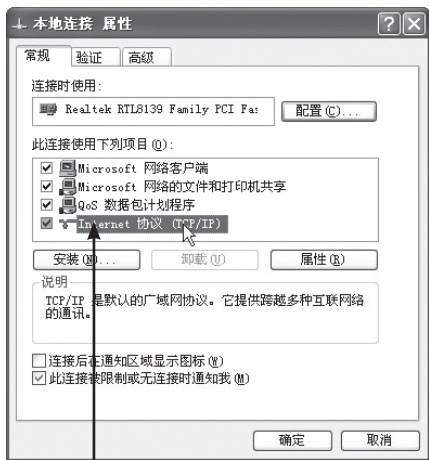 本地连接 属性
常规 验证 高级
连接时使用:
Realtek RTL8139 Family PCI Fas
配置(C)...
此连接使用下列项目(O):
Microsoft 网络客户端
Microsoft 网络的文件和打印机共享
QoS 数据包计划程序
Internet 协议 (TCP/IP)
安装(N)... 卸载(U) 属性(R)
说明
TCP/IP 是默认的广域网协议。它提供跨越多种互联网络
的通讯。
连接后在通知区域显示图标(W)
此连接被限制或无连接时通知我(M)
确定 取消